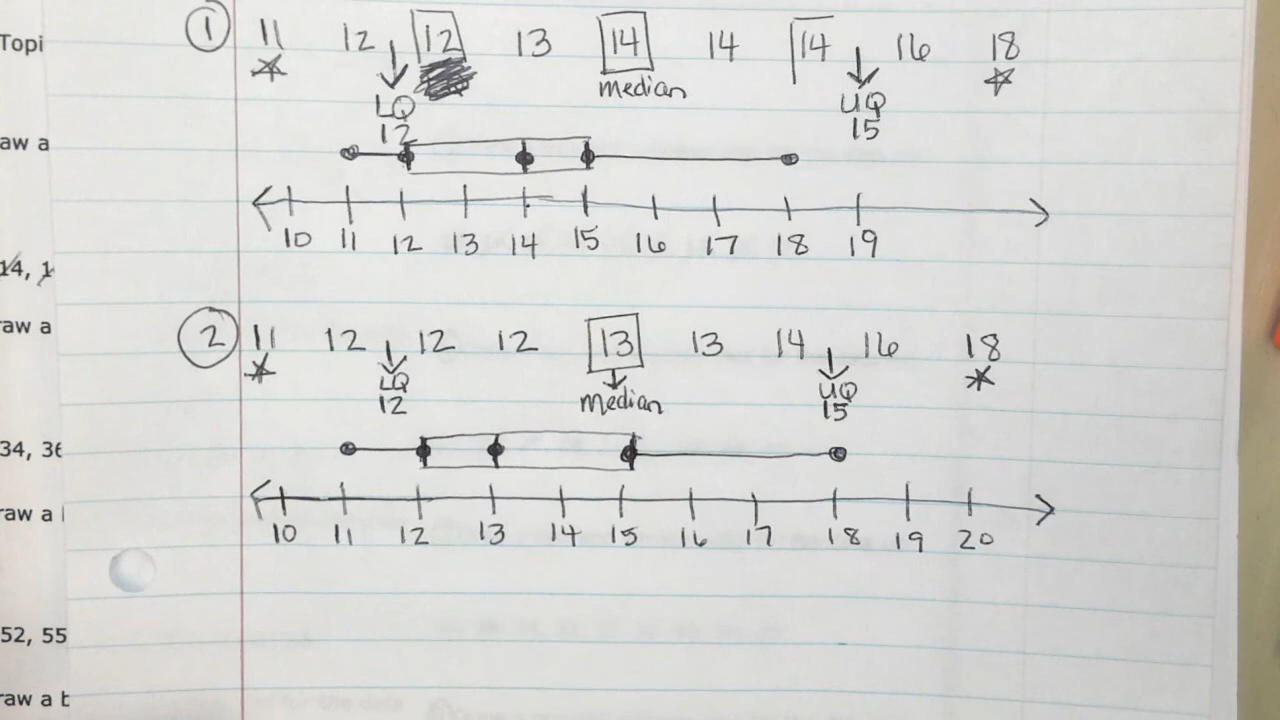 Topi
① 11 12 12 13 14 14 14 16 18
median
LQ UQ
12 15
aw a
10 11 12 13 14 15 16 17 18 19
14, 1
raw a
② 11 12 12 12 13 13 14 16 18
LQ UQ
12 median 15
34, 36
raw a
10 11 12 13 14 15 16 17 18 19 20
52, 55
raw a b